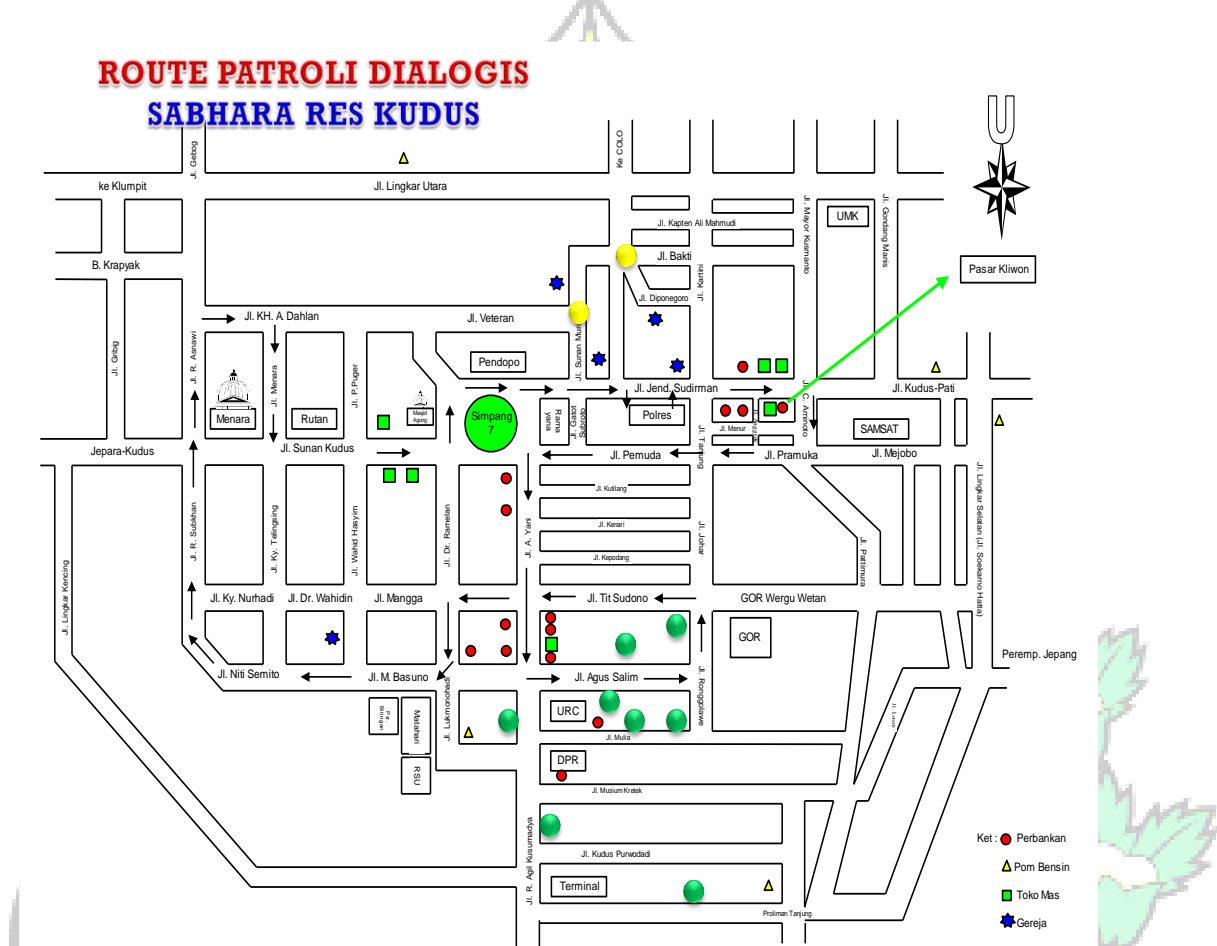 ROUTE PATROLI DIALOGIS
SABHARA RES KUDUS
U
Jl. Gebog
Ke COLO
ke Klumpit
Jl. Lingkar Utara
Jl. Mayor Kusmanto
UMK
Jl. Gondang Manis
Jl. Kapten Ali Mahmudi
B. Krapyak
Jl. Bakti
Jl. Kartini
Pasar Kliwon
Jl. Diponegoro
Jl. KH. A. Dahlan
Jl. Veteran
Jl. Sunan Muria
Jl. Gribig
Jl. R. Asnawi
Jl. Menara
Jl. P.Puger
Pendopo
Jl. Jend. Sudirman
Jl. Kudus-Pati
Menara
Rutan
Masjid
Agung
Simpang
7
Rama
yana
Jl. Gatot
Subroto
Polres
Jl. Menur
SAMSAT
Jepara-Kudus
Jl. Sunan Kudus
Jl. Pemuda
Jl. Tanjung
Jl. Pramuka
Jl. Mejobo
Jl. Kutilang
Jl. Kenari
Jl. Kepodang
Jl. R. Subkhan
Jl. Ky. Telingsing
Jl. Wahid Hasyim
Jl. Dr. Ramelan
Jl. A. Yani
Jl. Johar
Jl. Pattimura
Jl. Lingkar Selatan (Jl. Soekarno Hatta)
Jl. Lingkar Kencing
Jl. Ky. Nurhadi
Jl. Dr. Wahidin
Jl. Mangga
Jl. Tit Sudono
GOR Wergu Wetan
GOR
Peremp. Jepang
Jl. Niti Semito
Jl. M. Basuno
Jl. Agus Salim
Jl. Ronggolawe
Jl. Lukmonohadi
Matahari
URC
Jl. Mulia
RSU
DPR
Jl. Musium Kretek
Jl. R. Agil Kusumadya
Jl. Kudus Purwodadi
Terminal
Proliman Tanjung
Ket :
Perbankan
Pom Bensin
Toko Mas
Gereja